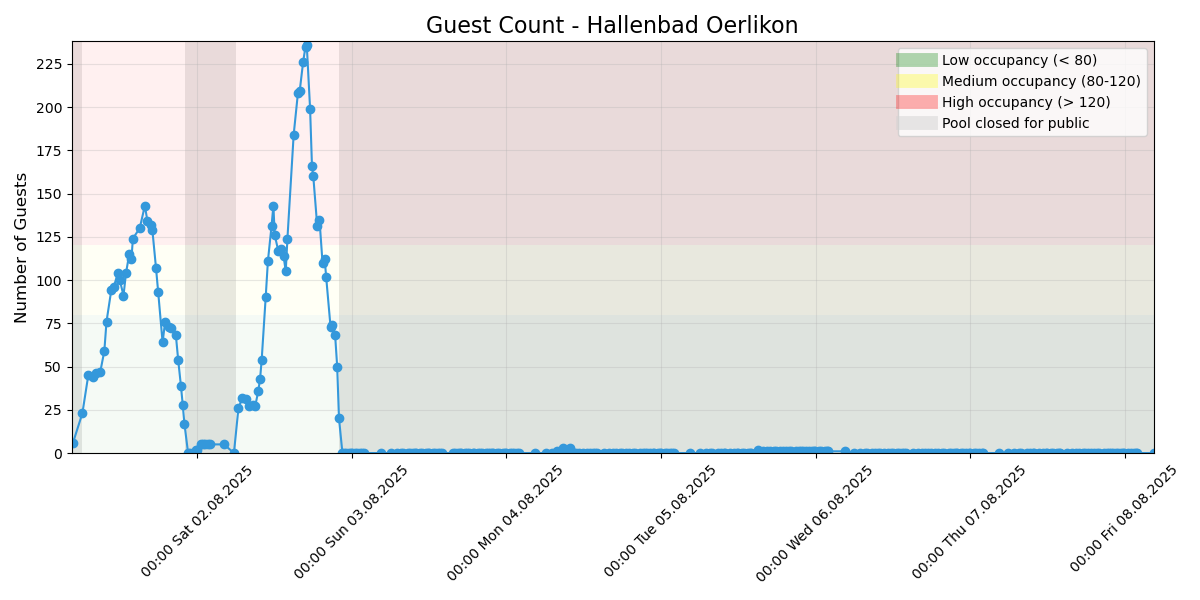 Guest Count - Hallenbad Oerlikon
Low occupancy (< 80)
Medium occupancy (80-120)
High occupancy (> 120)
Pool closed for public
Number of Guests
225
200
175
150
125
100
75
50
25
0
00:00 Sat 02.08.2025
00:00 Sun 03.08.2025
00:00 Mon 04.08.2025
00:00 Tue 05.08.2025
00:00 Wed 06.08.2025
00:00 Thu 07.08.2025
00:00 Fri 08.08.2025